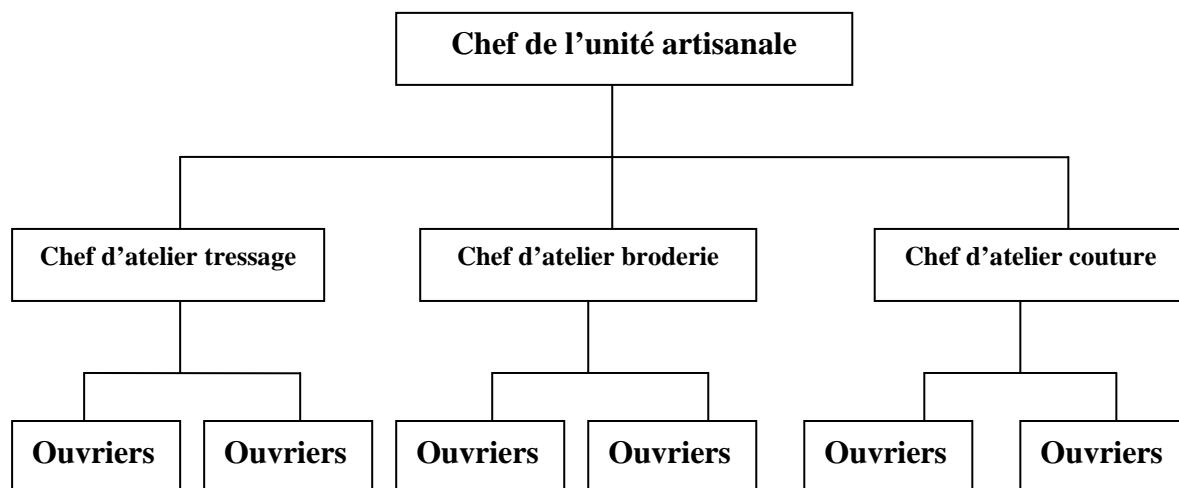 Chef de l’unité artisanale
Chef d’atelier tressage
Chef d’atelier broderie
Chef d’atelier couture
Ouvriers
Ouvriers
Ouvriers
Ouvriers
Ouvriers
Ouvriers